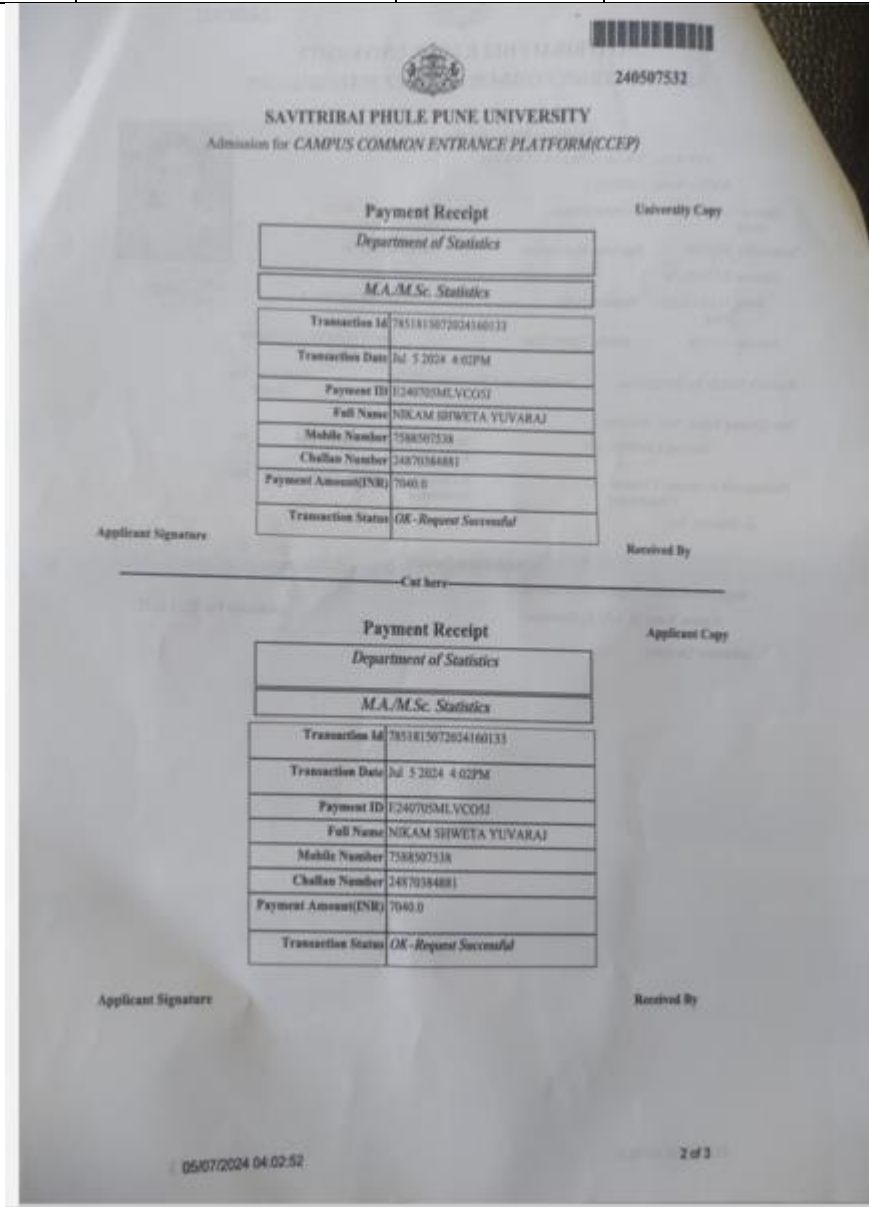 240507532
SAVITRIBAI PHULE PUNE UNIVERSITY
Admission for CAMPUS COMMON ENTRANCE PLATFORM(CCEP)
Payment Receipt
University Copy
Department of Statistics
M.A./M.Sc. Statistics
Transaction Id
Transaction Date Jul 5 2024 4:02PM
Payment ID
Full Name NIKAM SHWETA YUVARAJ
Mobile Number 7588507538
Challan Number 24870384881
Payment Amount(INR) 7040.0
Transaction Status OK-Request Successful
Applicant Signature
Received By
Cut here
Payment Receipt
Applicant Copy
Department of Statistics
M.A./M.Sc. Statistics
Transaction Id
Transaction Date Jul 5 2024 4:02PM
Payment ID
Full Name NIKAM SHWETA YUVARAJ
Mobile Number 7588507538
Challan Number 24870384881
Payment Amount(INR) 7040.0
Transaction Status OK-Request Successful
Applicant Signature
Received By
05/07/2024 04:02:52
2 of 3